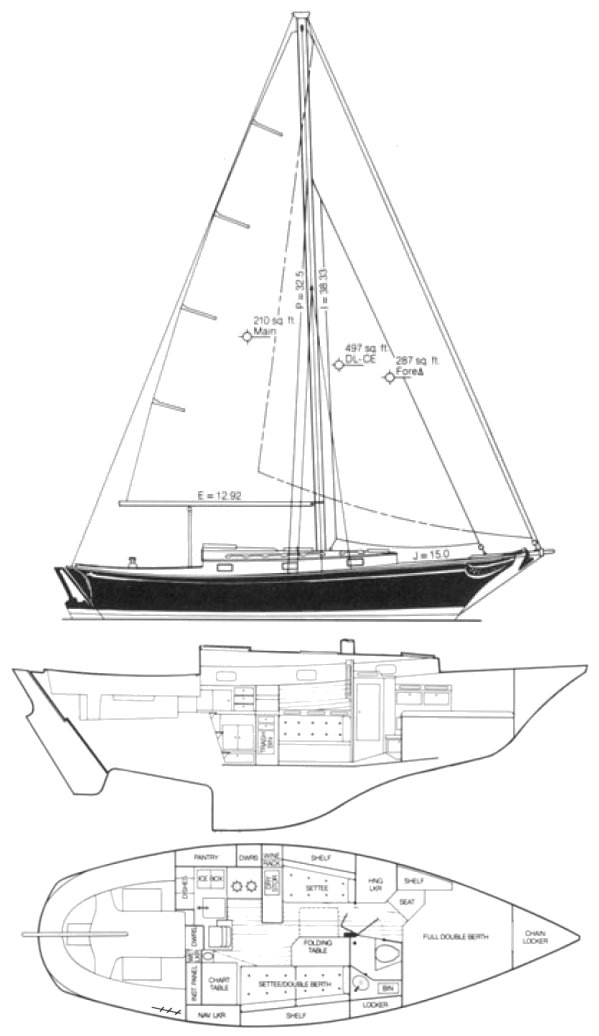 P = 32.5
I = 38.33
210 sq. ft.
Main
497 sq. ft.
DL-CE
287 sq. ft.
Fore∆
E = 12.92
J = 15.0
TRASH
BIN
PANTRY
DWRS
WINE
RACK
SHELF
DISHES
ICE BOX
DRY
STOR
SETTEE
HNG
LKR
SHELF
SEAT
DWRS
WET
LKR
FOLDING
TABLE
FULL DOUBLE BERTH
CHAIN
LOCKER
INST. PANEL
CHART
TABLE
SETTEE/DOUBLE BERTH
BIN
NAV LKR
SHELF
LOCKER